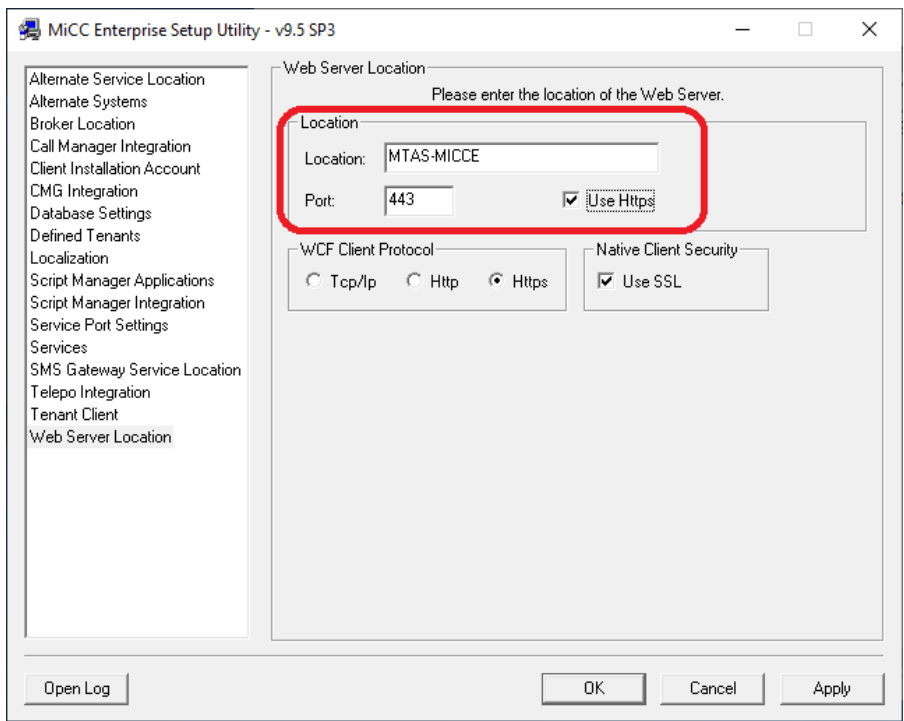 MiCC Enterprise Setup Utility - v9.5 SP3
Alternate Service Location
Alternate Systems
Broker Location
Call Manager Integration
Client Installation Account
CMG Integration
Database Settings
Defined Tenants
Localization
Script Manager Applications
Script Manager Integration
Service Port Settings
Services
SMS Gateway Service Location
Telepo Integration
Tenant Client
Web Server Location
Web Server Location
Please enter the location of the Web Server.
Location
Location: MTAS-MICCE
Port: 443 Use Https
WCF Client Protocol
Tcp/Ip Http Https
Native Client Security
Use SSL
Open Log OK Cancel Apply